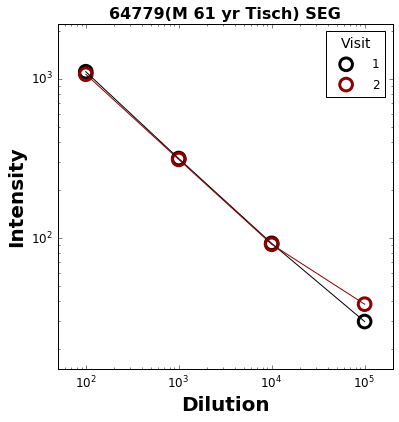 64779(M 61 yr Tisch) SEG
Visit
1
2
10³
10²
Intensity
10² 10³ 10⁴ 10⁵
Dilution